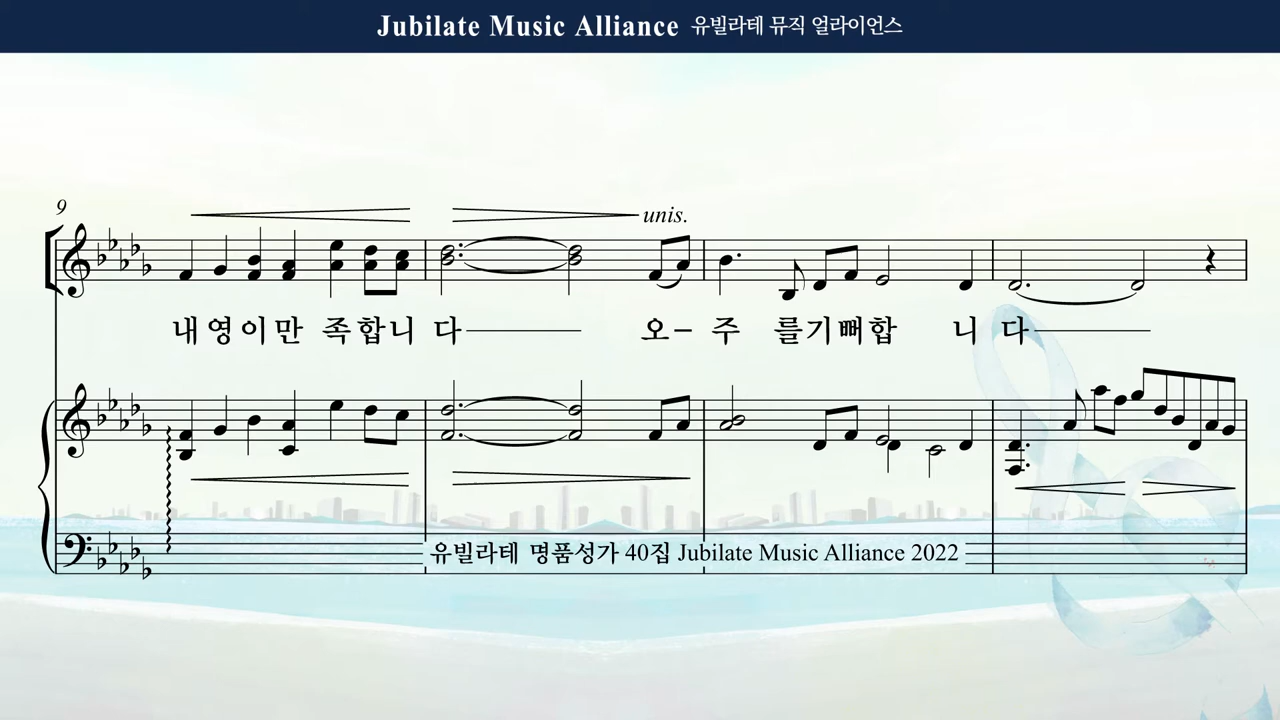 Jubilate Music Alliance 유빌라테 뮤직 얼라이언스
9
unis.
내 영 이 만 족 합 니 다 오 주 를 기 뻐 합 니 다
유빌라테 명품성가 40집 Jubilate Music Alliance 2022